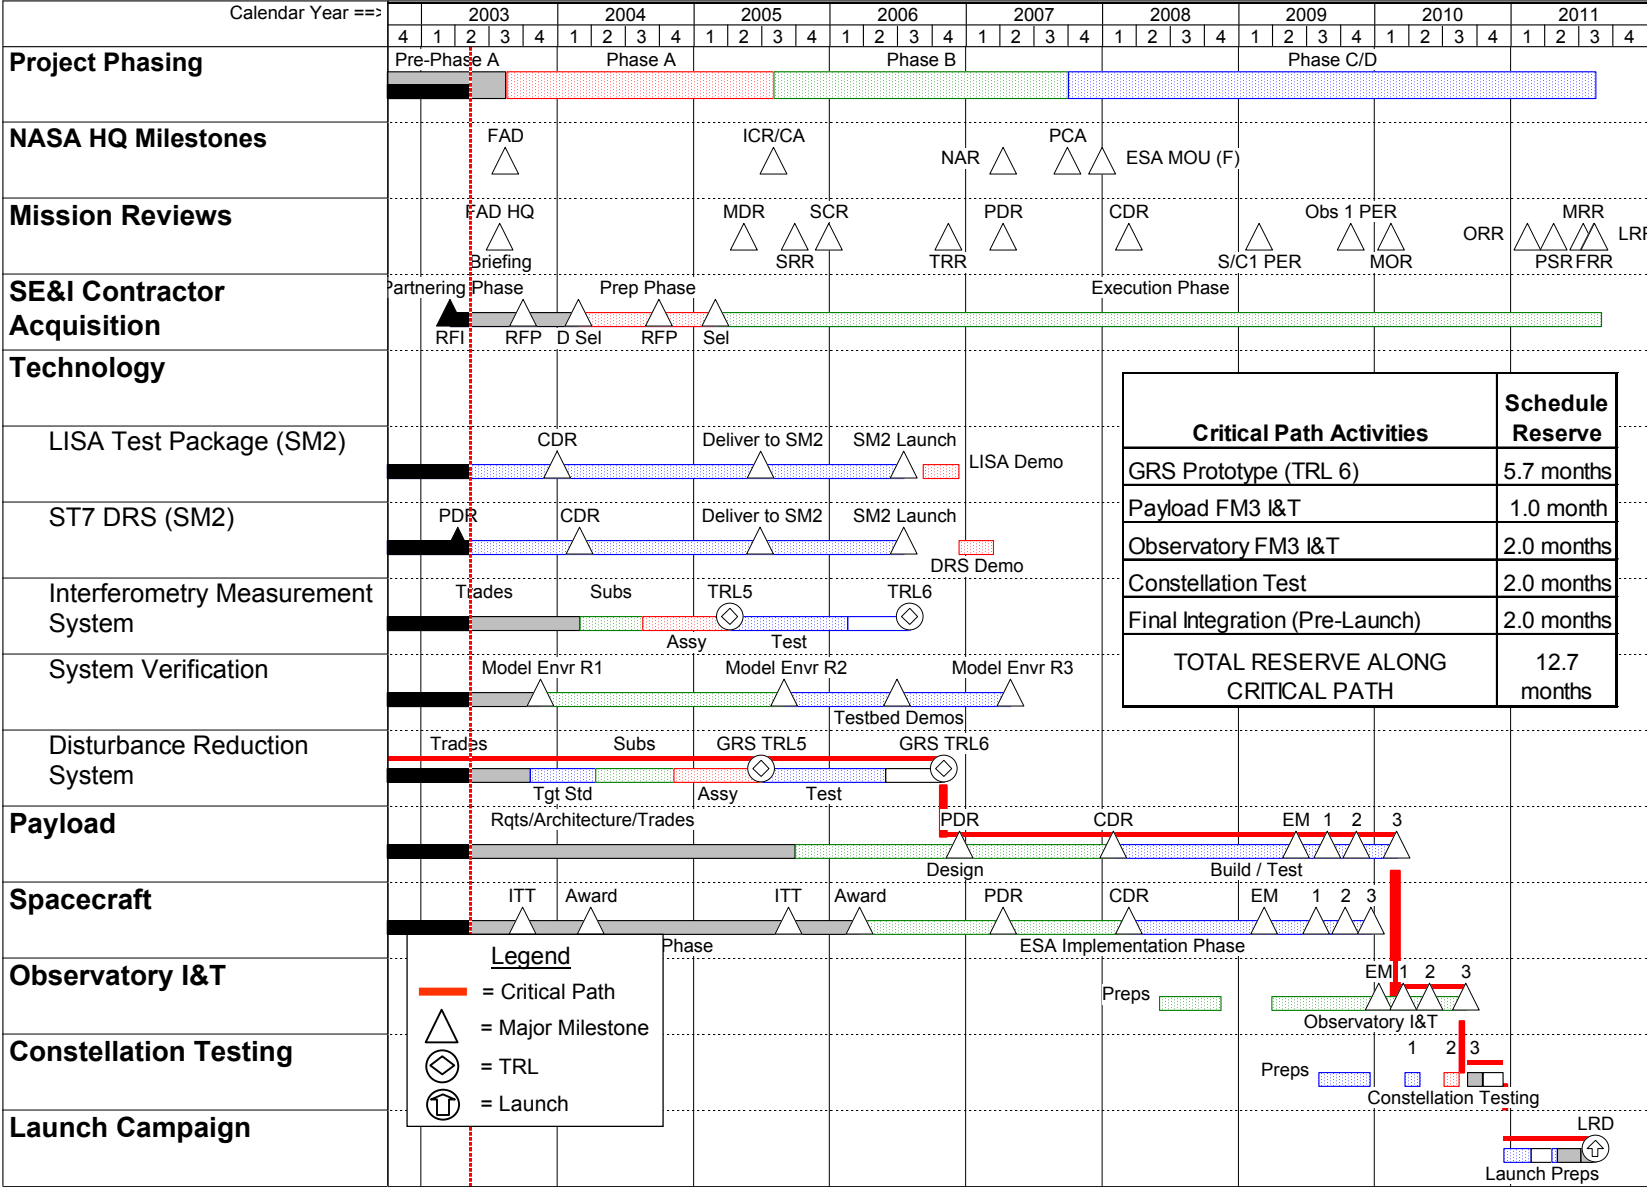 Calendar Year ==>
2003 2004 2005 2006 2007 2008 2009 2010 2011
4 1 2 3 4 1 2 3 4 1 2 3 4 1 2 3 4 1 2 3 4 1 2 3 4 1 2 3 4 1 2 3 4 1 2 3 4
Project Phasing
Pre-Phase A Phase A Phase B Phase C/D
NASA HQ Milestones
FAD ICR/CA NAR PCA ESA MOU (F)
Mission Reviews
FAD HQ MDR SCR PDR CDR Obs 1 PER ORR MRR LRR
Briefing SRR TRR S/C1 PER MOR PSR FRR
SE&I Contractor
Acquisition
Partnering Phase Prep Phase Execution Phase
RFI RFP D Sel RFP Sel
Technology
Critical Path Activities Schedule Reserve
GRS Prototype (TRL 6) 5.7 months
Payload FM3 I&T 1.0 month
Observatory FM3 I&T 2.0 months
Constellation Test 2.0 months
Final Integration (Pre-Launch) 2.0 months
TOTAL RESERVE ALONG CRITICAL PATH 12.7 months
LISA Test Package (SM2)
CDR Deliver to SM2 SM2 Launch LISA Demo
ST7 DRS (SM2)
PDR CDR Deliver to SM2 SM2 Launch
DRS Demo
Interferometry Measurement
System
Trades Subs TRL5 TRL6
Assy Test
System Verification
Model Envr R1 Model Envr R2 Model Envr R3
Testbed Demos
Disturbance Reduction
System
Trades Subs GRS TRL5 GRS TRL6
Tgt Std Assy Test
Payload
Rqts/Architecture/Trades PDR CDR EM 1 2 3
Design Build / Test
Spacecraft
ITT Award ITT Award PDR CDR EM 1 2 3
Phase ESA Implementation Phase
Legend
= Critical Path
= Major Milestone
= TRL
= Launch
Observatory I&T
Preps EM 1 2 3
Observatory I&T
Constellation Testing
Preps 1 2 3
Constellation Testing
Launch Campaign
LRD
Launch Preps